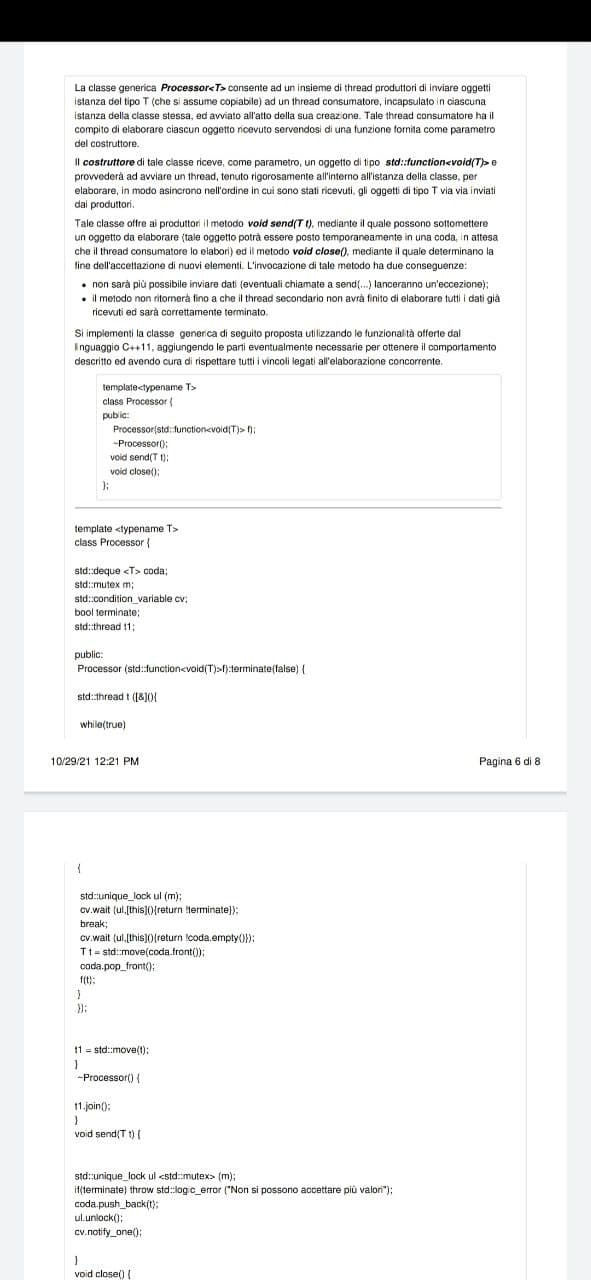 La classe generica Processor<T> consente ad un insieme di thread produttori di inviare oggetti
istanza del tipo T (che si assume copiabile) ad un thread consumatore, incapsulato in ciascuna
istanza della classe stessa, ed avviato all'atto della sua creazione. Tale thread consumatore ha il
compito di elaborare ciascun oggetto ricevuto servendosi di una funzione fornita come parametro
del costruttore.
Il costruttore di tale classe riceve, come parametro, un oggetto di tipo std::function<void(T)> e
provvederà ad avviare un thread, tenuto rigorosamente all'interno all'istanza della classe, per
elaborare, in modo asincrono nell'ordine in cui sono stati ricevuti, gli oggetti di tipo T via via inviati
dai produttori.
Tale classe offre ai produttori il metodo void send(T t), mediante il quale possono sottomettere
un oggetto da elaborare (tale oggetto potrà essere posto temporaneamente in una coda, in attesa
che il thread consumatore lo elabori) ed il metodo void close(), mediante il quale determinano la
fine dell'accettazione di nuovi elementi. L'invocazione di tale metodo ha due conseguenze:
• non sarà più possibile inviare dati (eventuali chiamate a send(...) lanceranno un'eccezione);
• il metodo non ritornerà fino a che il thread secondario non avrà finito di elaborare tutti i dati già
ricevuti ed sarà correttamente terminato.
Si implementi la classe generica di seguito proposta utilizzando le funzionalità offerte dal
linguaggio C++11, aggiungendo le parti eventualmente necessarie per ottenere il comportamento
descritto ed avendo cura di rispettare tutti i vincoli legati all'elaborazione concorrente.
template<typename T>
class Processor {
public:
Processor(std::function<void(T)> f);
~Processor();
void send(T t);
void close();
};
template <typename T>
class Processor {
std::deque <T> coda;
std::mutex m;
std::condition_variable cv;
bool terminate;
std::thread t1;
public:
Processor (std::function<void(T)>f):terminate(false) {
std::thread t ([&](){
while(true)
10/29/21 12:21 PM Pagina 6 di 8
{
std::unique_lock ul (m);
cv.wait (ul,[this](){return !terminate});
break;
cv.wait (ul,[this](){return !coda.empty()});
T 1 = std::move(coda.front());
coda.pop_front();
f(t);
}
});
t1 = std::move(t);
}
~Processor() {
t1.join();
}
void send(T t) {
std::unique_lock ul <std::mutex> (m);
if(terminate) throw std::logic_error ("Non si possono accettare più valori");
coda.push_back(t);
ul.unlock();
cv.notify_one();
}
void close() {